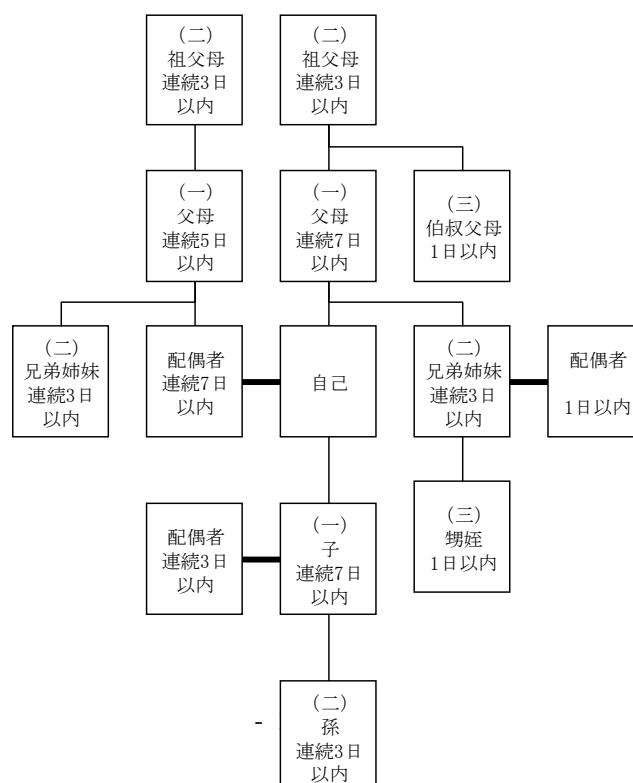 (二)
祖父母
連続3日
以内
(二)
祖父母
連続3日
以内
(一)
父母
連続5日
以内
(一)
父母
連続7日
以内
(三)
伯叔父母
1日以内
(二)
兄弟姉妹
連続3日
以内
配偶者
連続7日
以内
自己
(二)
兄弟姉妹
連続3日
以内
配偶者
1日以内
配偶者
連続3日
以内
(一)
子
連続7日
以内
(三)
甥姪
1日以内
-
(二)
孫
連続3日
以内